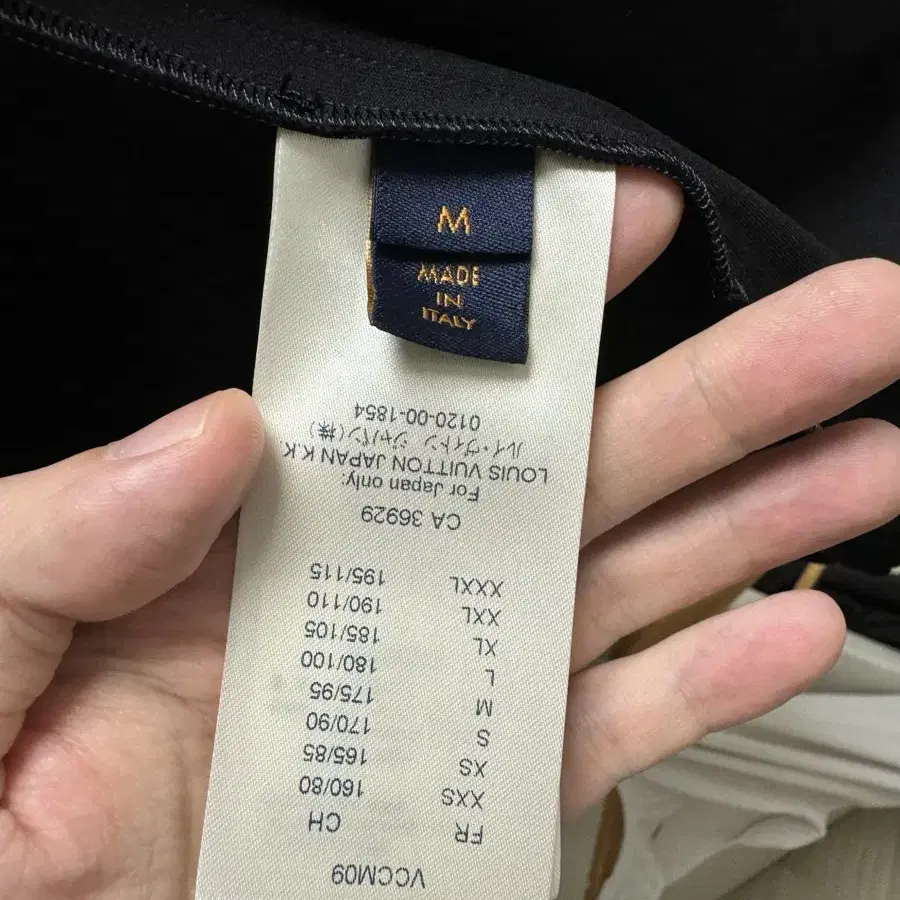 M
MADE
IN
ITALY
VCCM09
FR CH
XXS 160/80
XS 165/85
S 170/90
M 175/95
L 180/100
XL 185/105
XXL 190/110
XXXL 195/115
CA 36929
For Japan only:
LOUIS VUITTON JAPAN K.K
ルイ・ヴィトン ジャパン(株)
0120-00-1854